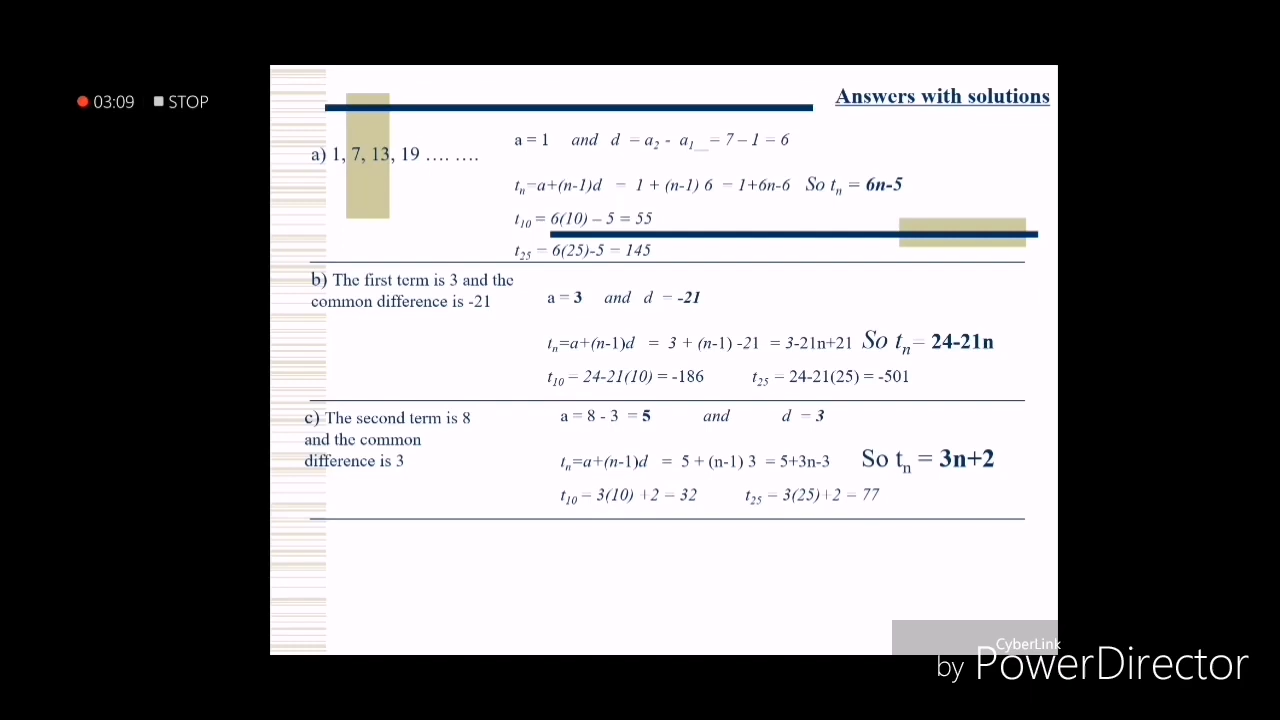 03:09 STOP
Answers with solutions
a) 1, 7, 13, 19 …. ….
a = 1 and d = a₂ - a₁_ = 7 – 1 = 6
tₙ=a+(n-1)d = 1 + (n-1) 6 = 1+6n-6 So tₙ = 6n-5
t₁₀ = 6(10) – 5 = 55
t₂₅ = 6(25)-5 = 145
b) The first term is 3 and the
common difference is -21
a = 3 and d = -21
tₙ=a+(n-1)d = 3 + (n-1) -21 = 3-21n+21 So tₙ = 24-21n
t₁₀ = 24-21(10) = -186 t₂₅ = 24-21(25) = -501
c) The second term is 8
and the common
difference is 3
a = 8 - 3 = 5 and d = 3
tₙ=a+(n-1)d = 5 + (n-1) 3 = 5+3n-3 So tₙ = 3n+2
t₁₀ = 3(10) +2 = 32 t₂₅ = 3(25)+2 = 77
CyberLink
by PowerDirector